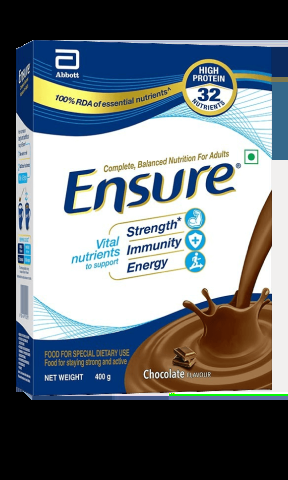 Abbott
100% RDA of essential nutrients^
HIGH
PROTEIN
32
NUTRIENTS
Complete, Balanced Nutrition For Adults
Ensure®
Vital
nutrients
to support
Strength*
Immunity
Energy
FOOD FOR SPECIAL DIETARY USE
Food for staying strong and active
NET WEIGHT 400 g
Chocolate FLAVOUR
Ensure